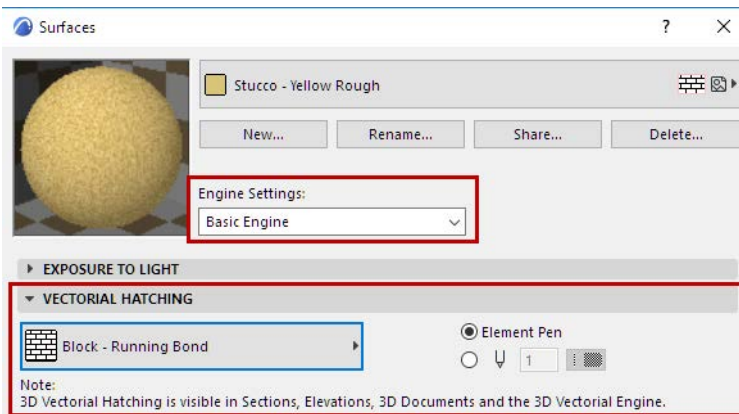 Surfaces
?
Stucco - Yellow Rough
New... Rename... Share... Delete...
Engine Settings:
Basic Engine
EXPOSURE TO LIGHT
VECTORIAL HATCHING
Block - Running Bond
Element Pen
1
Note:
3D Vectorial Hatching is visible in Sections, Elevations, 3D Documents and the 3D Vectorial Engine.